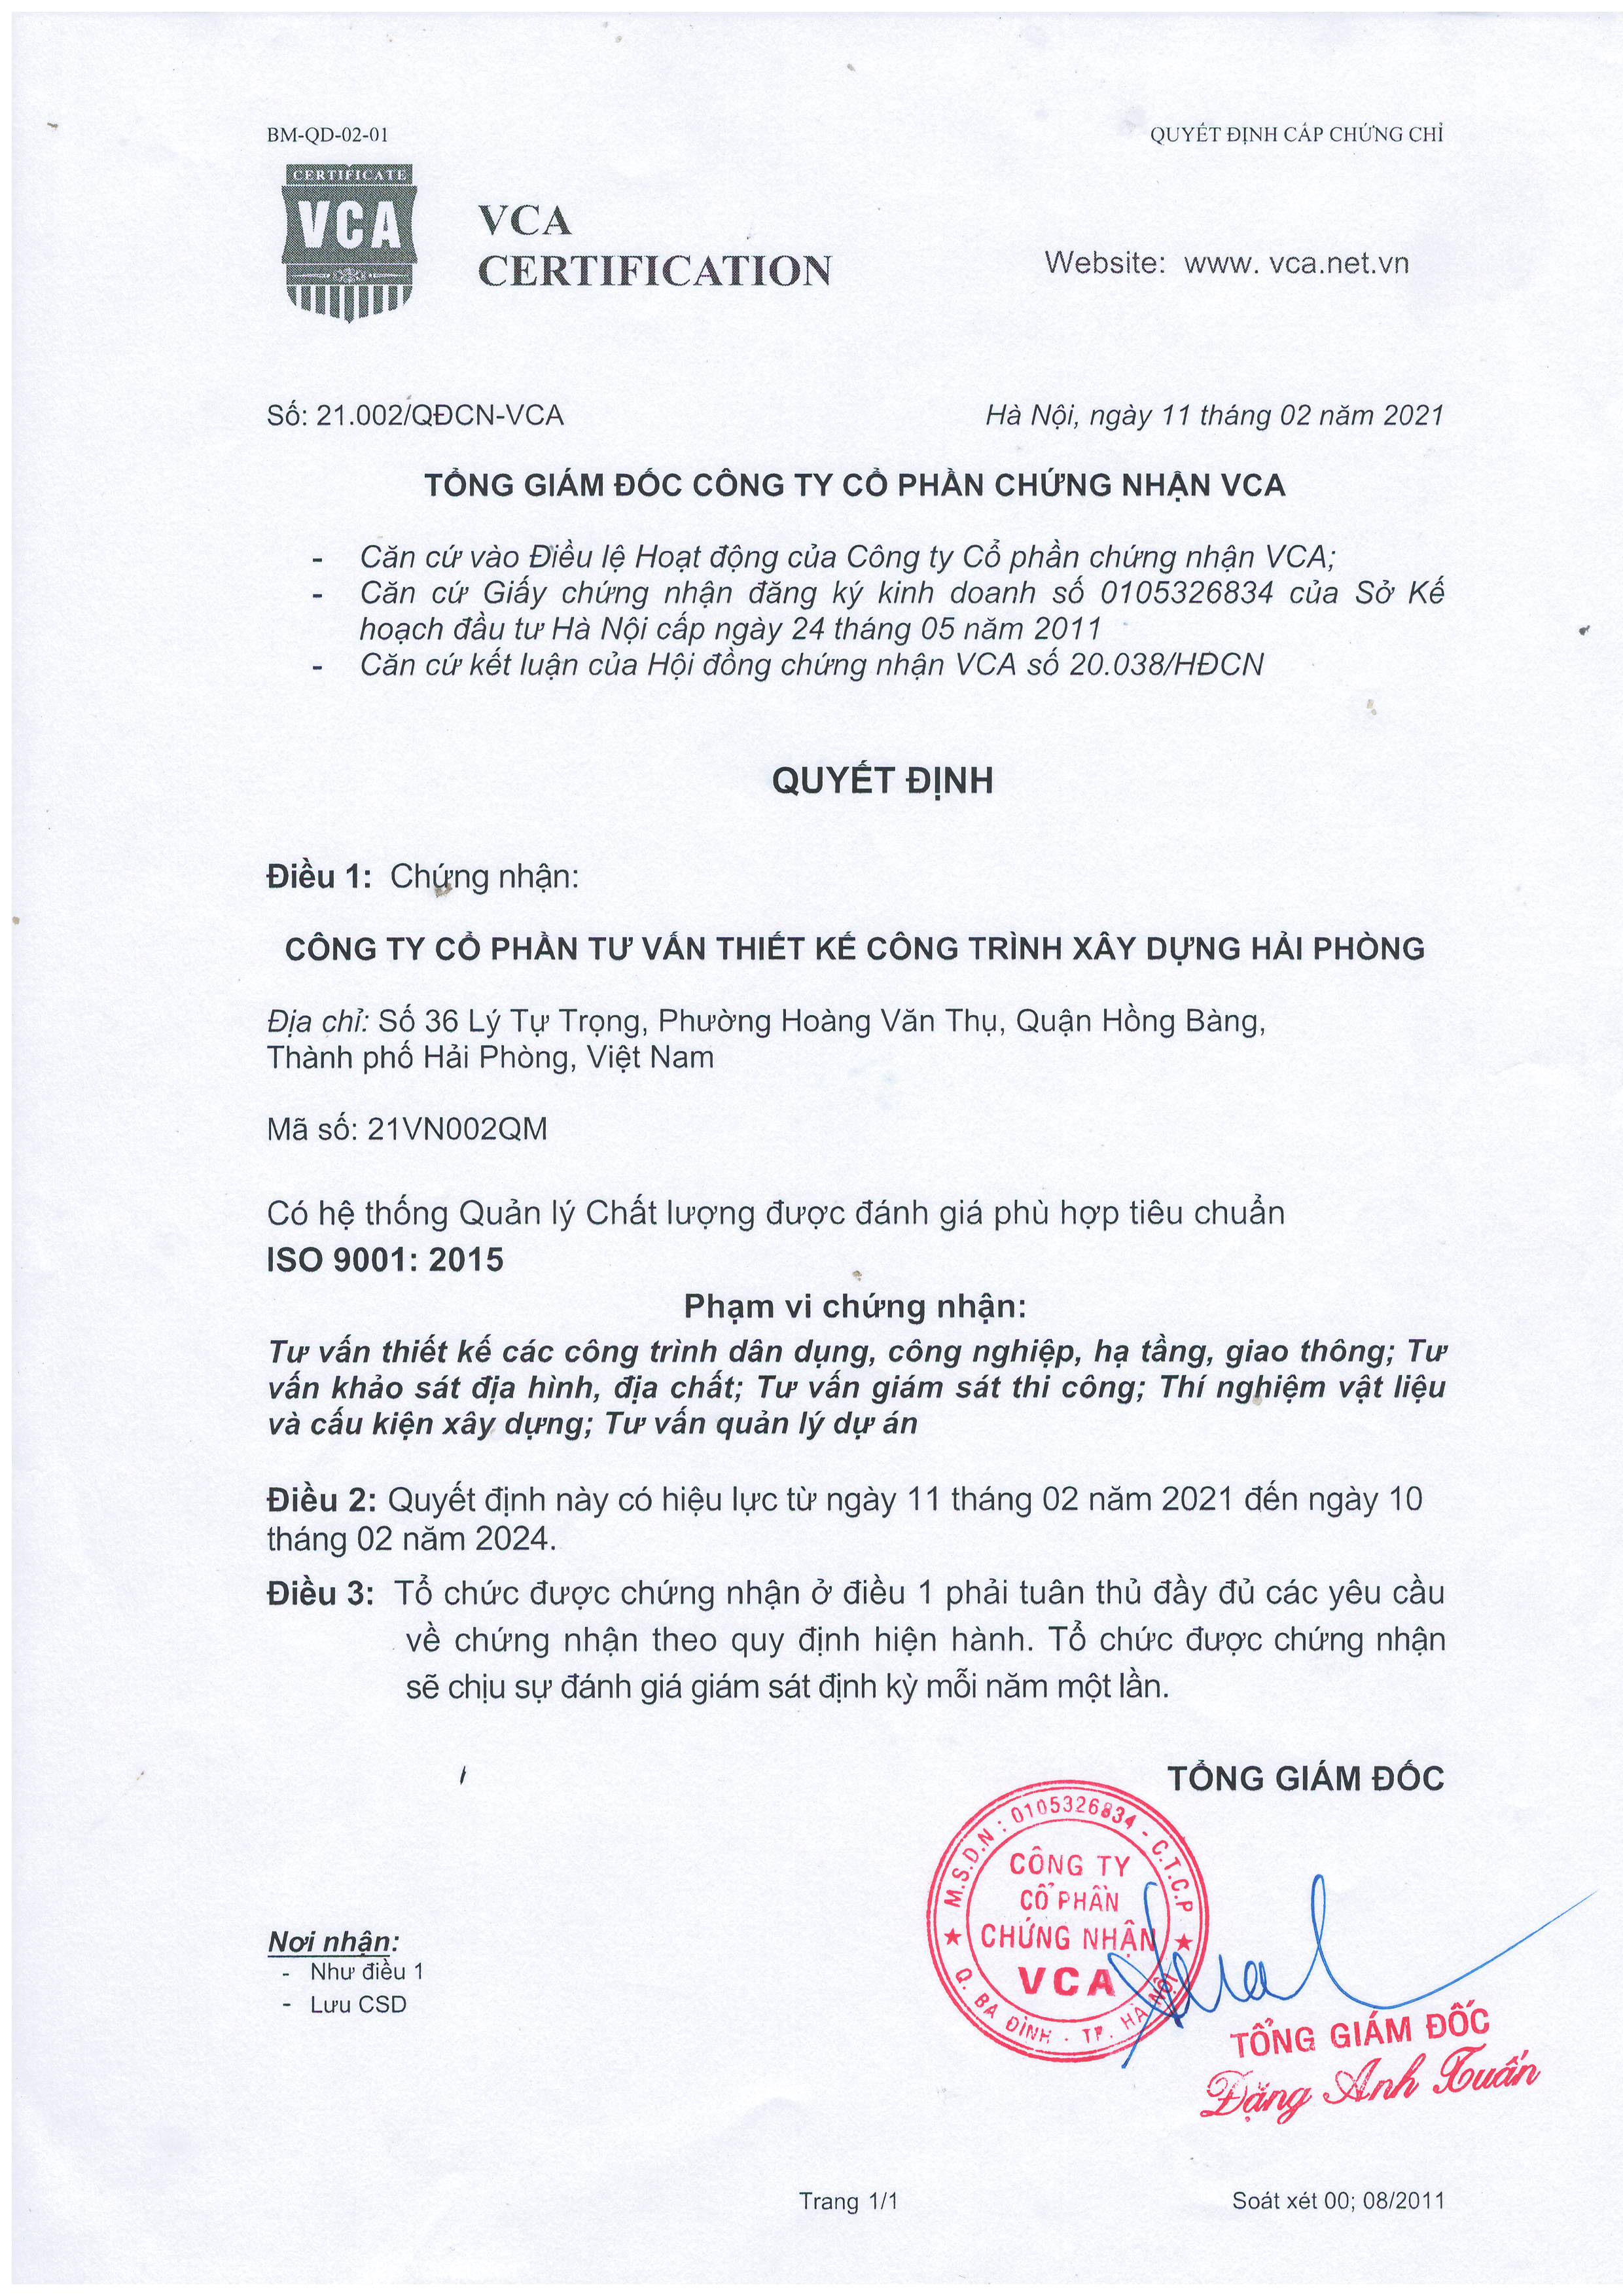 BM-QD-02-01
QUYẾT ĐỊNH CẤP CHỨNG CHỈ
CERTIFICATE
VCA
VCA
CERTIFICATION
Website: www. vca.net.vn
Số: 21.002/QĐCN-VCA
Hà Nội, ngày 11 tháng 02 năm 2021
TỔNG GIÁM ĐỐC CÔNG TY CỔ PHẦN CHỨNG NHẬN VCA
- Căn cứ vào Điều lệ Hoạt động của Công ty Cổ phần chứng nhận VCA;
- Căn cứ Giấy chứng nhận đăng ký kinh doanh số 0105326834 của Sở Kế
hoạch đầu tư Hà Nội cấp ngày 24 tháng 05 năm 2011
- Căn cứ kết luận của Hội đồng chứng nhận VCA số 20.038/HĐCN
QUYẾT ĐỊNH
Điều 1: Chứng nhận:
CÔNG TY CỔ PHẦN TƯ VẤN THIẾT KẾ CÔNG TRÌNH XÂY DỰNG HẢI PHÒNG
Địa chỉ: Số 36 Lý Tự Trọng, Phường Hoàng Văn Thụ, Quận Hồng Bàng,
Thành phố Hải Phòng, Việt Nam
Mã số: 21VN002QM
Có hệ thống Quản lý Chất lượng được đánh giá phù hợp tiêu chuẩn
ISO 9001: 2015
Phạm vi chứng nhận:
Tư vấn thiết kế các công trình dân dụng, công nghiệp, hạ tầng, giao thông; Tư
vấn khảo sát địa hình, địa chất; Tư vấn giám sát thi công; Thí nghiệm vật liệu
và cấu kiện xây dựng; Tư vấn quản lý dự án
Điều 2: Quyết định này có hiệu lực từ ngày 11 tháng 02 năm 2021 đến ngày 10
tháng 02 năm 2024.
Điều 3: Tổ chức được chứng nhận ở điều 1 phải tuân thủ đầy đủ các yêu cầu
về chứng nhận theo quy định hiện hành. Tổ chức được chứng nhận
sẽ chịu sự đánh giá giám sát định kỳ mỗi năm một lần.
TỔNG GIÁM ĐỐC
M.S.D.N : 0105326834 - C.T.C.P
CÔNG TY
CỔ PHẦN
CHỨNG NHẬN
VCA
Q. BA ĐÌNH - TP. HÀ NỘI
Nơi nhận:
- Như điều 1
- Lưu CSD
TỔNG GIÁM ĐỐC
Đặng Anh Tuấn
Trang 1/1
Soát xét 00; 08/2011